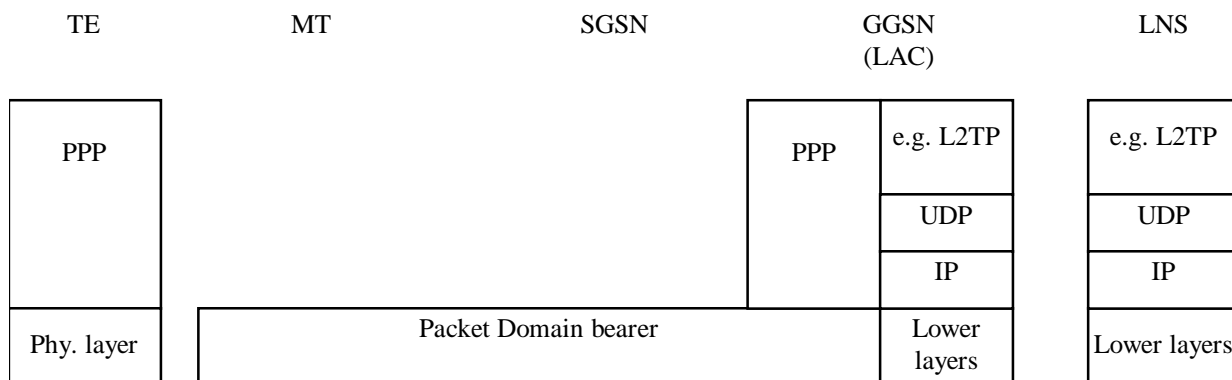 TE MT SGSN GGSN LNS
(LAC)
PPP PPP e.g. L2TP e.g. L2TP
UDP UDP
IP IP
Phy. layer Packet Domain bearer Lower layers Lower layers